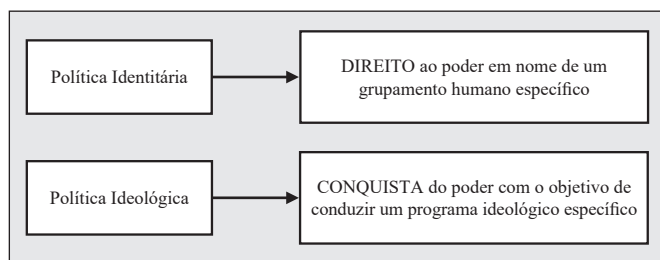 Política Identitária
DIREITO ao poder em nome de um
grupamento humano específico
Política Ideológica
CONQUISTA do poder com o objetivo de
conduzir um programa ideológico específico